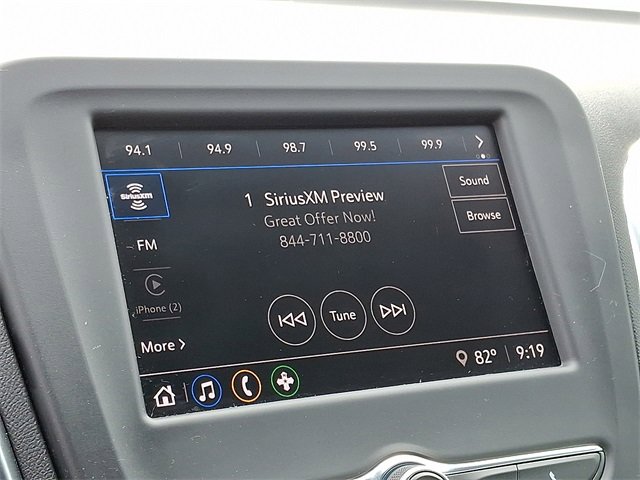 94.1 94.9 98.7 99.5 99.9
SiriusXM
1 SiriusXM Preview
Sound
Great Offer Now!
Browse
844-711-8800
FM
iPhone (2)
Tune
More
82° 9:19